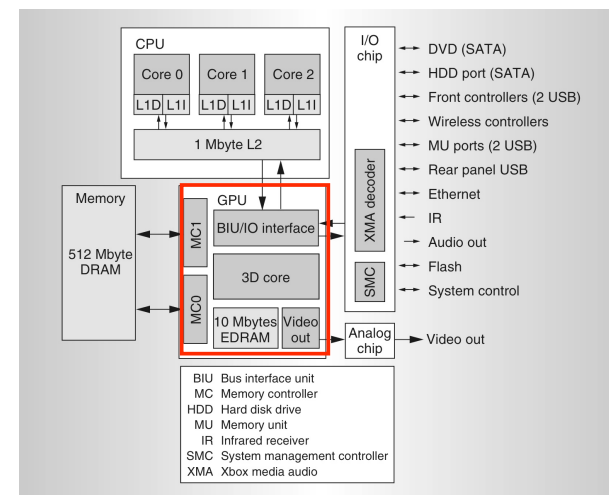 CPU
Core 0
Core 1
Core 2
L1D L1I
L1D L1I
L1D L1I
1 Mbyte L2
Memory
512 Mbyte
DRAM
GPU
MC1
MC0
BIU/IO interface
3D core
10 Mbytes
EDRAM
Video
out
I/O
chip
XMA decoder
SMC
Analog
chip
DVD (SATA)
HDD port (SATA)
Front controllers (2 USB)
Wireless controllers
MU ports (2 USB)
Rear panel USB
Ethernet
IR
Audio out
Flash
System control
Video out
BIU Bus interface unit
MC Memory controller
HDD Hard disk drive
MU Memory unit
IR Infrared receiver
SMC System management controller
XMA Xbox media audio